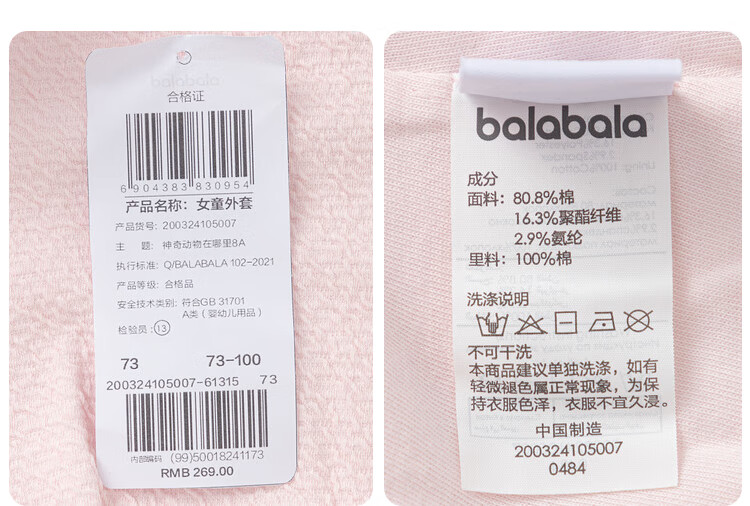 合格证
6 904383 830954
产品名称: 女童外套
产品货号: 200324105007
主 题: 神奇动物在哪里8A
执行标准: Q/BALABALA 102-2021
产品等级: 合格品
安全技术类别: 符合GB 31701
A类 (婴幼儿用品)
检验员: 13
73 73-100
200324105007-61315 73
内部编码 (99)50018241173
RMB 269.00
balabala
成分
面料: 80.8%棉
16.3%聚酯纤维
2.9%氨纶
里料: 100%棉
洗涤说明
不可干洗
本商品建议单独洗涤，如有
轻微褪色属正常现象，为保
持衣服色泽，衣服不宜久浸。
中国制造
200324105007
0484